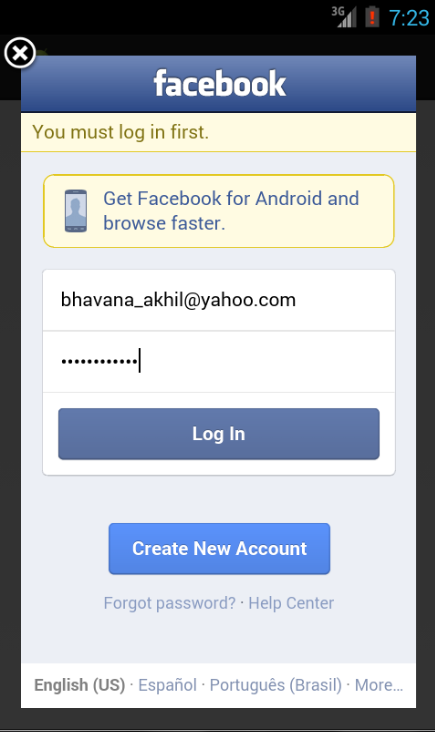 3G 7:23
facebook
You must log in first.
Get Facebook for Android and
browse faster.
bhavana_akhil@yahoo.com
••••••••••••
Log In
Create New Account
Forgot password? · Help Center
English (US) · Español · Português (Brasil) · More...